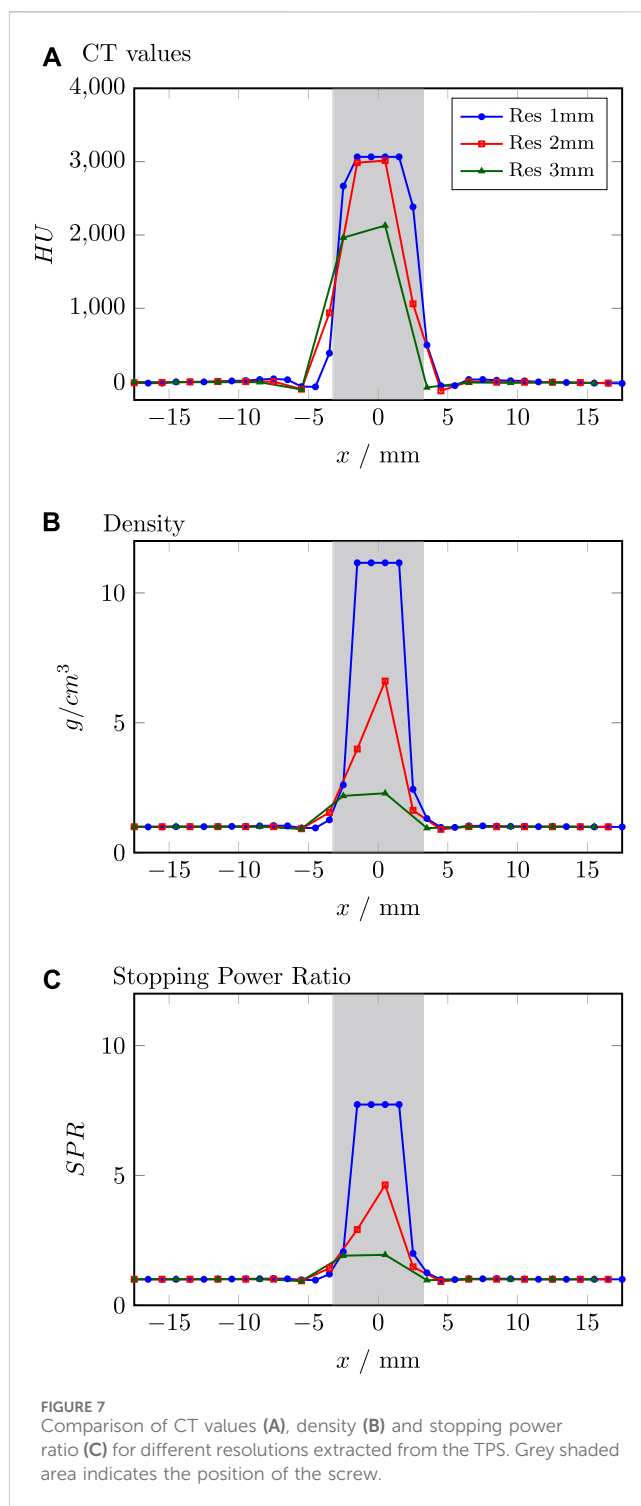 A CT values
4,000
3,000
2,000
1,000
0
HU
Res 1mm
Res 2mm
Res 3mm
−15 −10 −5 0 5 10 15
x / mm
B Density
10
5
0
g/cm³
−15 −10 −5 0 5 10 15
x / mm
C Stopping Power Ratio
10
5
0
SPR
−15 −10 −5 0 5 10 15
x / mm
FIGURE 7
Comparison of CT values (A), density (B) and stopping power
ratio (C) for different resolutions extracted from the TPS. Grey shaded
area indicates the position of the screw.